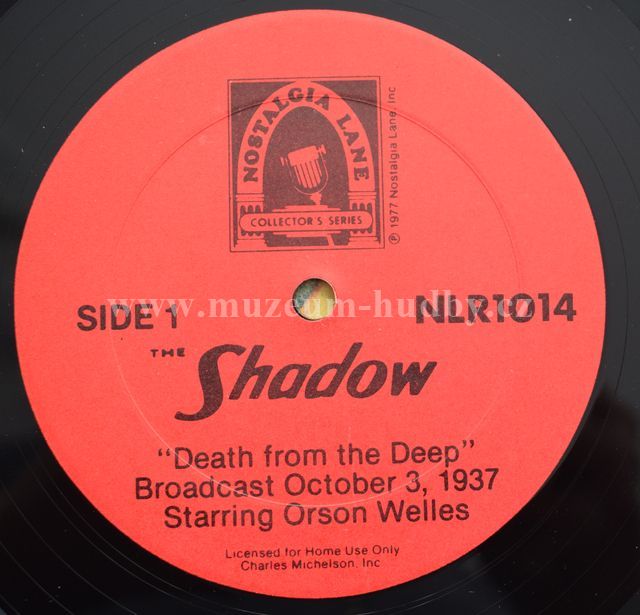 NOSTALGIA LANE
COLLECTOR'S SERIES
℗ 1977 Nostalgia Lane, Inc
www.muzeum-hudby.cz
SIDE 1
NLR1014
THE Shadow
“Death from the Deep”
Broadcast October 3, 1937
Starring Orson Welles
Licensed for Home Use Only
Charles Michelson, Inc